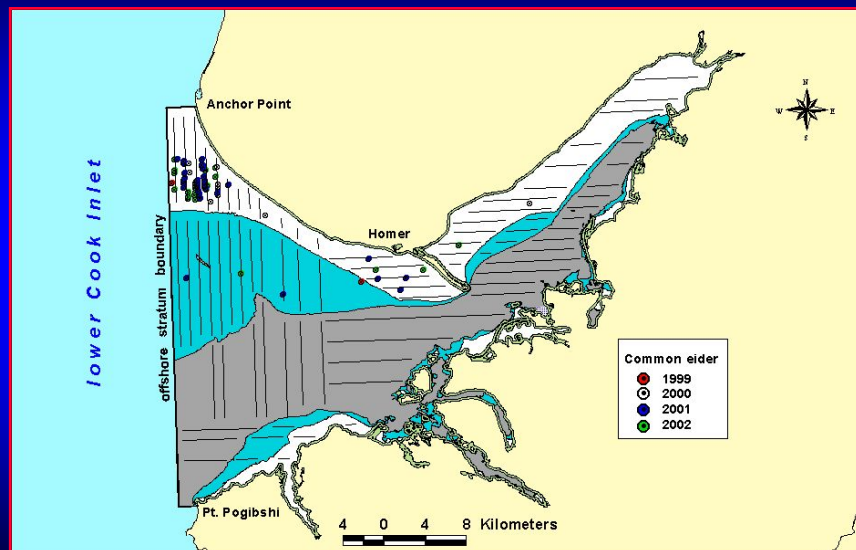 Anchor Point
N
W
E
S
lower Cook Inlet
offshore stratum boundary
Homer
Common eider
1999
2000
2001
2002
Pt. Pogibshi
4 0 4 8 Kilometers